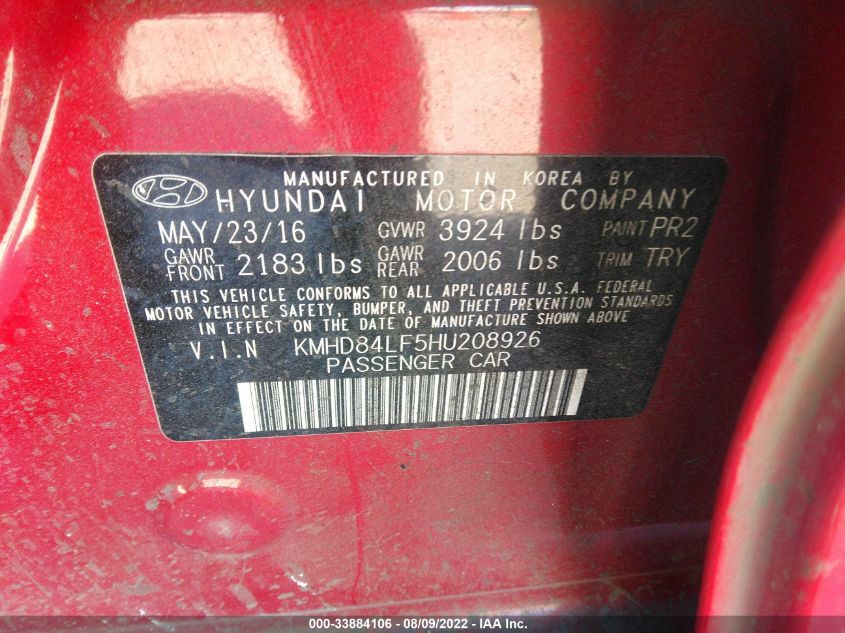 MANUFACTURED IN KOREA BY
HYUNDAI MOTOR COMPANY
MAY/23/16 GVWR 3924 lbs PAINT PR2
GAWR FRONT 2183 lbs GAWR REAR 2006 lbs TRIM TRY
THIS VEHICLE CONFORMS TO ALL APPLICABLE U.S.A. FEDERAL
MOTOR VEHICLE SAFETY, BUMPER, AND THEFT PREVENTION STANDARDS
IN EFFECT ON THE DATE OF MANUFACTURE SHOWN ABOVE
V.I.N KMHD84LF5HU208926
PASSENGER CAR
000-33884106 - 08/09/2022 - IAA Inc.